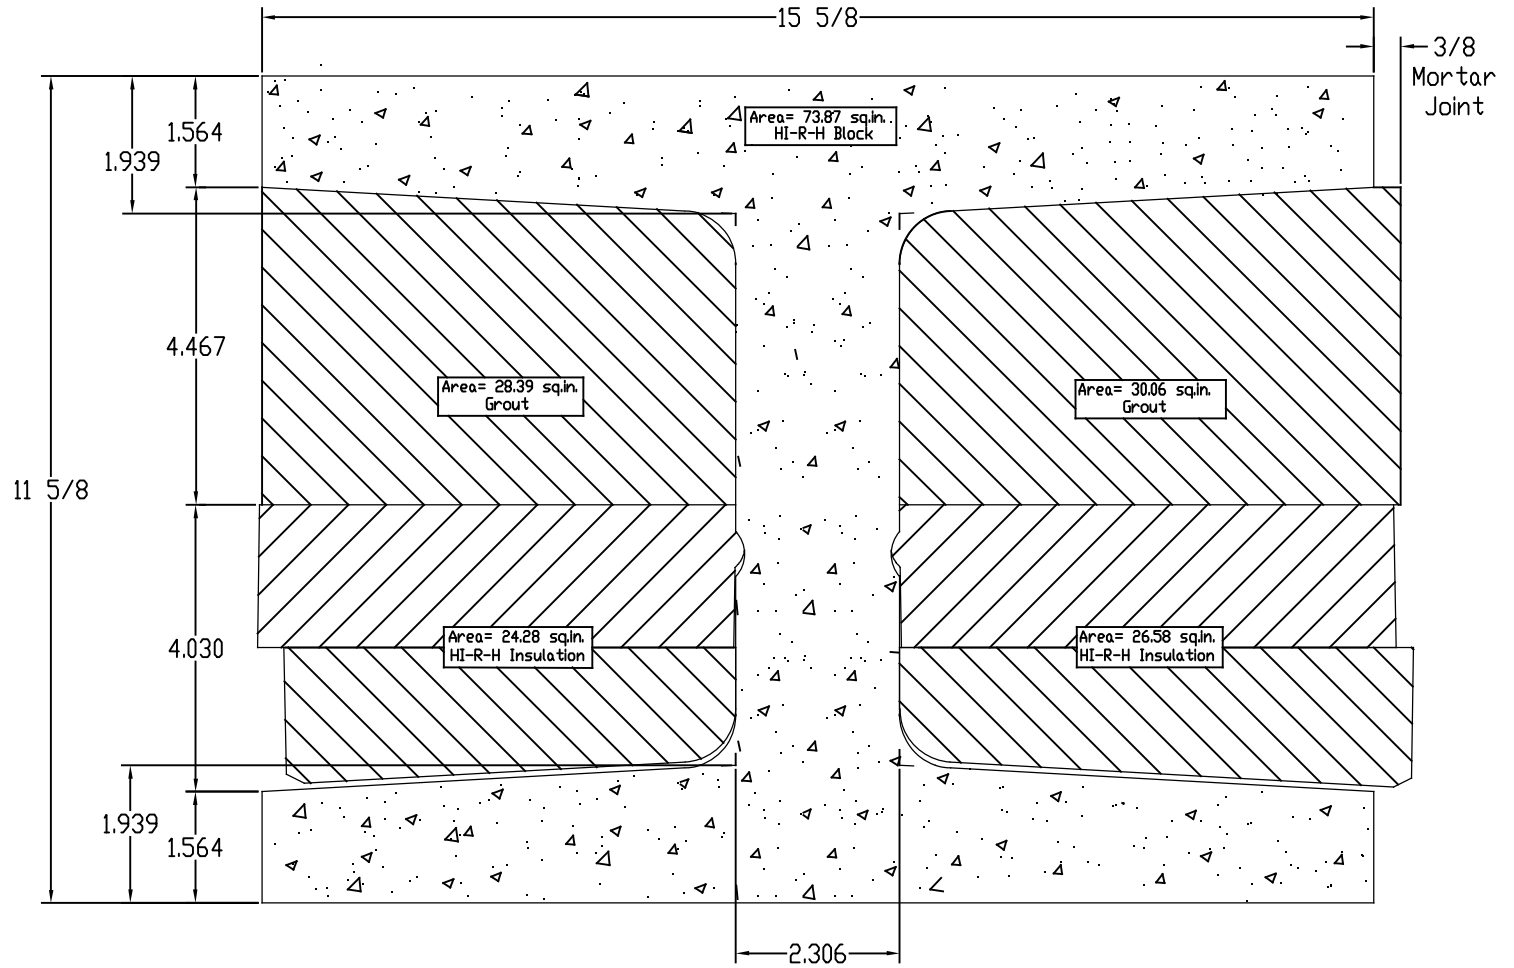 15 5/8
3/8
Mortar
Joint
1.564
1.939
Area= 73.87 sq.in.
HI-R-H Block
4.467
Area= 28.39 sq.in.
Grout
Area= 30.06 sq.in.
Grout
11 5/8
4.030
Area= 24.28 sq.in.
HI-R-H Insulation
Area= 26.58 sq.in.
HI-R-H Insulation
1.939
1.564
2.306